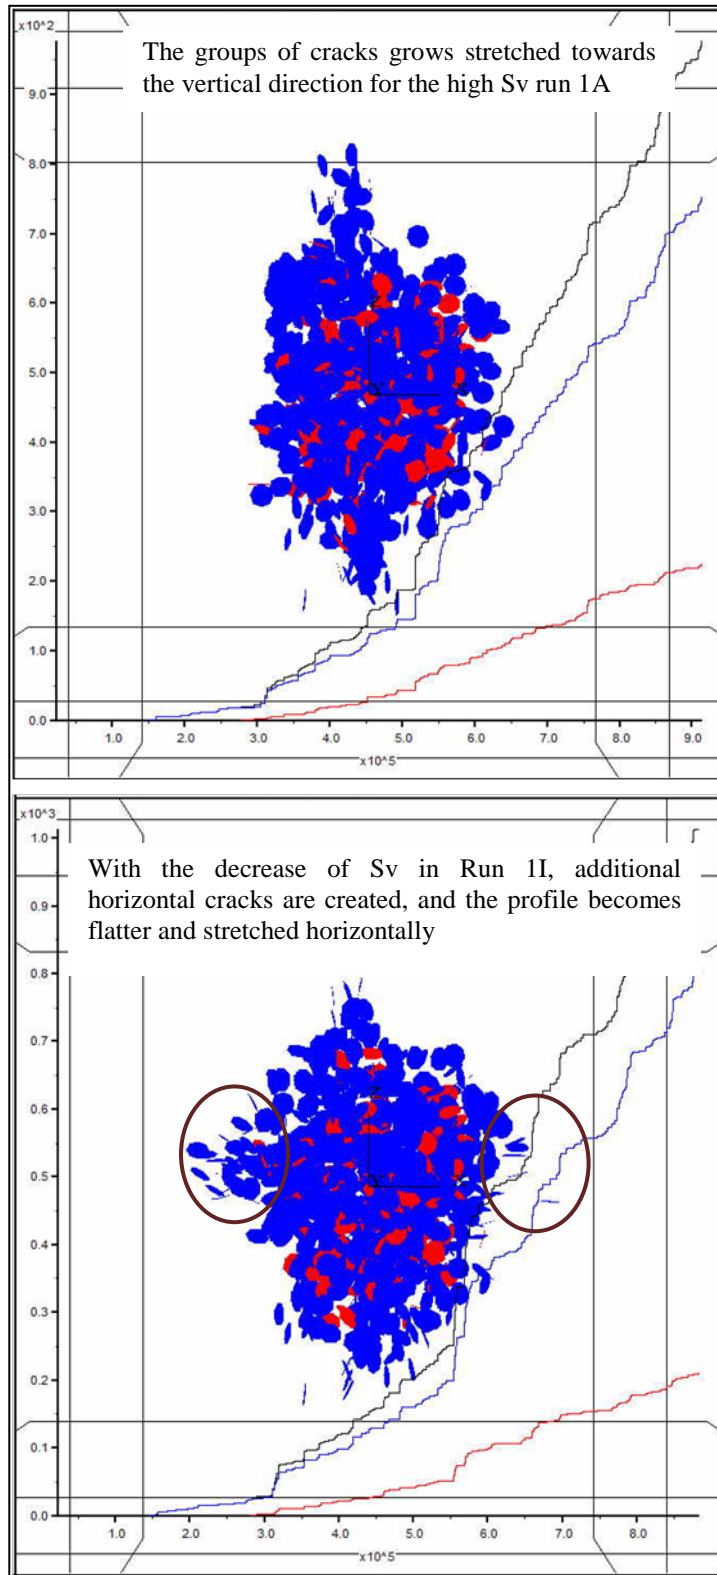 x10^2
The groups of cracks grows stretched towards
the vertical direction for the high Sv run 1A
9.0
8.0
7.0
6.0
5.0
4.0
3.0
2.0
1.0
0.0
1.0 2.0 3.0 4.0 5.0 6.0 7.0 8.0 9.0
x10^5
x10^3
1.0
With the decrease of Sv in Run 1I, additional
horizontal cracks are created, and the profile becomes
flatter and stretched horizontally
0.9
0.8
0.7
0.6
0.5
0.4
0.3
0.2
0.1
0.0
1.0 2.0 3.0 4.0 5.0 6.0 7.0 8.0
x10^5